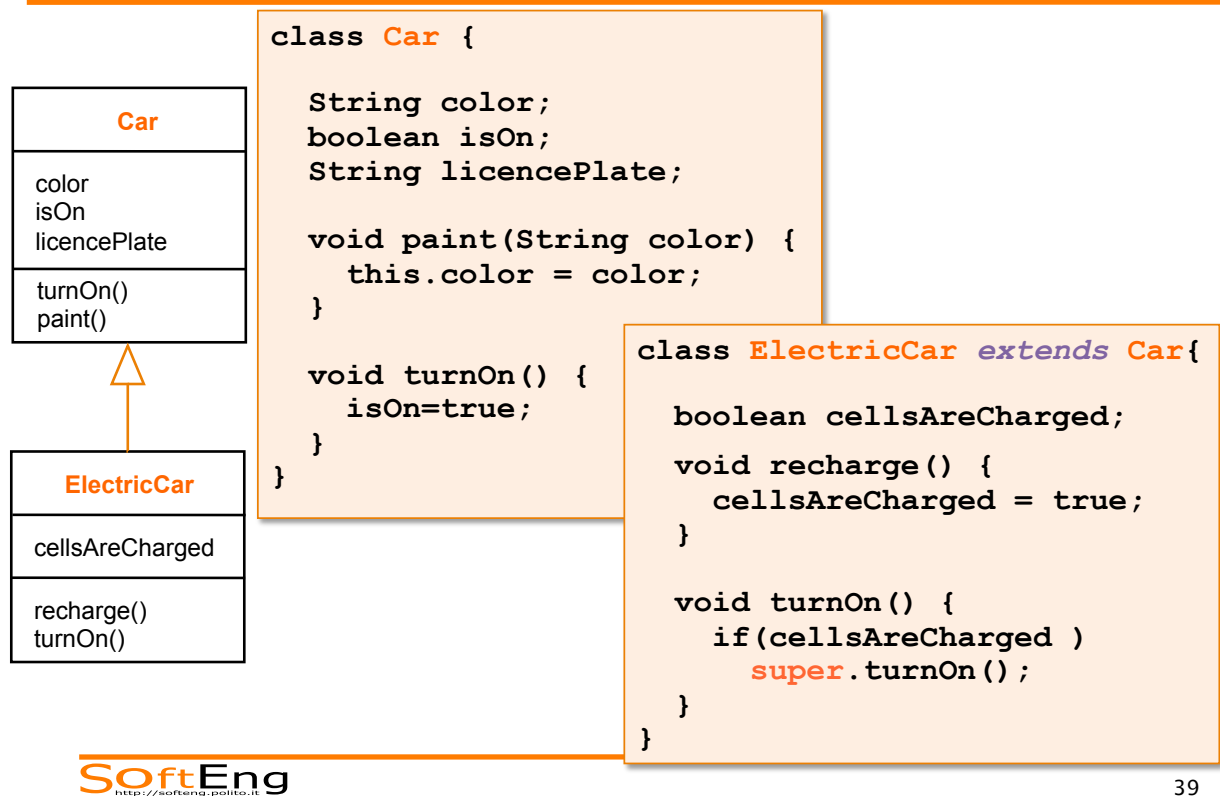 Car
color
isOn
licencePlate
turnOn()
paint()
ElectricCar
cellsAreCharged
recharge()
turnOn()
class Car {
String color;
boolean isOn;
String licencePlate;
void paint(String color) {
this.color = color;
}
void turnOn() {
isOn=true;
}
}
class ElectricCar extends Car{
boolean cellsAreCharged;
void recharge() {
cellsAreCharged = true;
}
void turnOn() {
if(cellsAreCharged )
super.turnOn();
}
}
SoftEng
http://softeng.polito.it
39